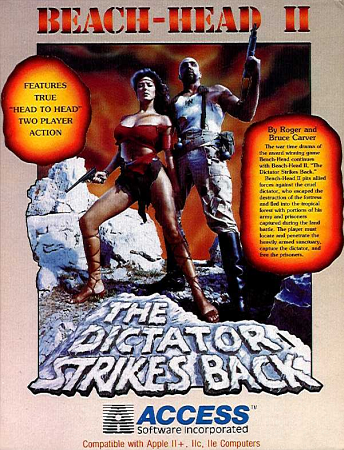 BEACH-HEAD II
FEATURES
TRUE
"HEAD TO HEAD"
TWO PLAYER
ACTION
By Roger and
Bruce Carver
The war time drama of
the award winning game
Beach-Head continues
with Beach-Head II, "The
Dictator Strikes Back."
Beach-Head II pits allied
forces against the cruel
dictator, who escaped the
destruction of the fortress
and fled into the tropical
forest with portions of his
army and prisoners
captured during the land
battle. The player must
locate and penetrate the
heavily armed sanctuary,
capture the dictator, and
free the prisoners.
THE
DICTATOR
STRIKES BACK
ACCESS™
Software Incorporated
Compatible with Apple II+, IIc, IIe Computers